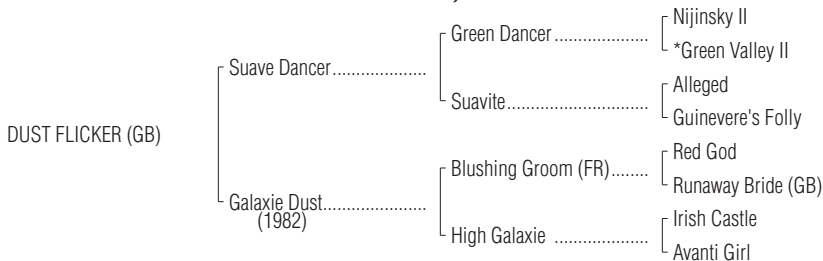 Nijinsky II
Green Dancer ......................
*Green Valley II
Suave Dancer......................
Alleged
Suavite.................................
Guinevere's Folly
DUST FLICKER (GB)
Red God
Blushing Groom (FR)........
Runaway Bride (GB)
Galaxie Dust........................
(1982)
Irish Castle
High Galaxie ......................
Avanti Girl